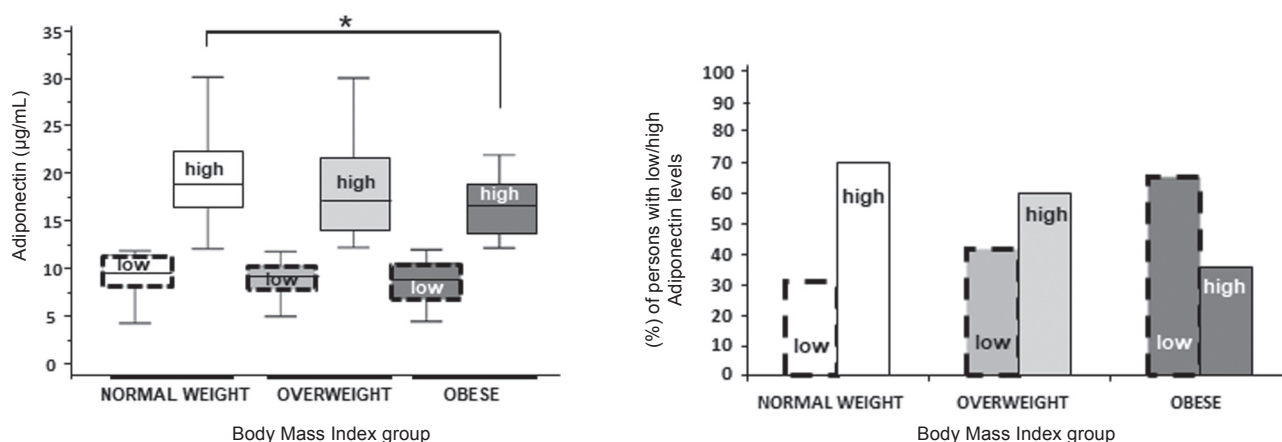 *
Adiponectin (µg/mL)
35
30
25
20
15
10
5
0
low
high
low
high
low
high
NORMAL WEIGHT
OVERWEIGHT
OBESE
Body Mass Index group
(%) of persons with low/high
Adiponectin levels
100
90
80
70
60
50
40
30
20
10
0
low
high
low
high
low
high
NORMAL WEIGHT
OVERWEIGHT
OBESE
Body Mass Index group